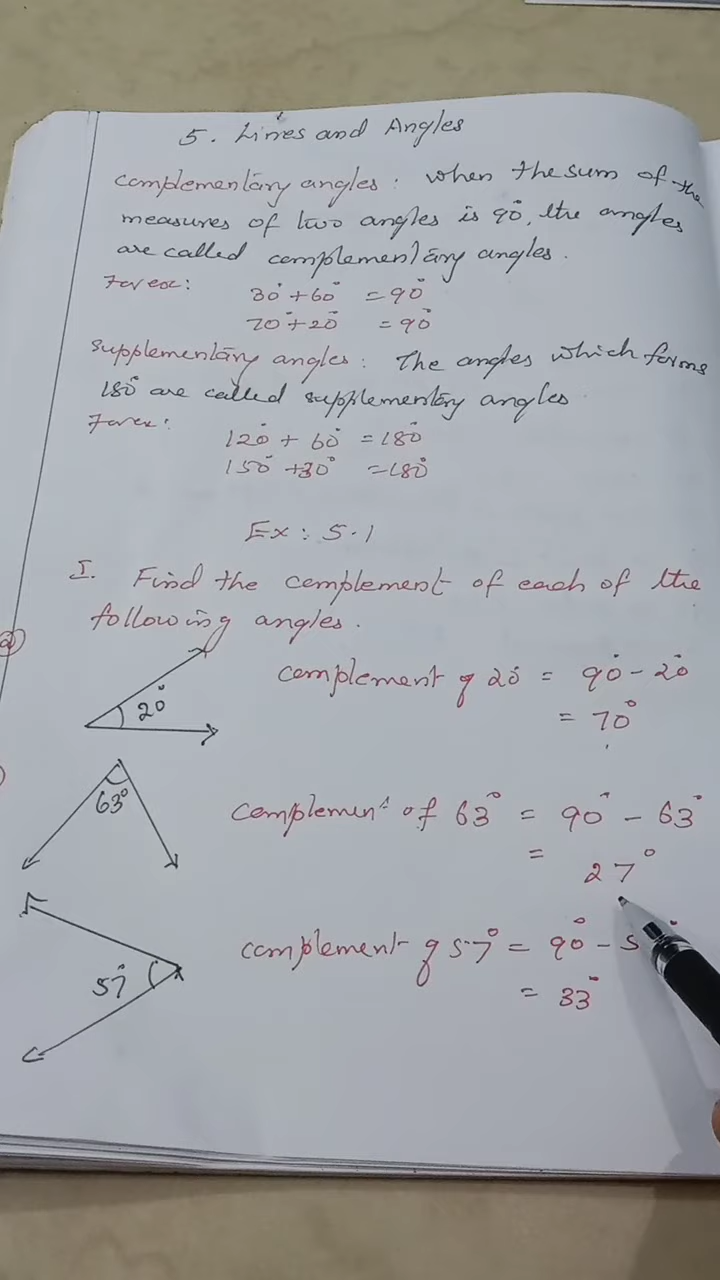 5. Lines and Angles
Complementary angles: When the sum of the
measures of two angles is 90°, the angles
are called complementary angles.
For ex:
30° + 60° = 90°
70° + 20° = 90°
Supplementary angles: The angles which forms
180° are called supplementary angles
For ex:
120° + 60° = 180°
150° + 30° = 180°
Ex: 5.1
I. Find the complement of each of the
following angles.
a
20°
complement of 20° = 90° - 20°
= 70°
63°
complement of 63° = 90° - 63°
= 27°
57°
complement of 57° = 90° - 5
= 33°